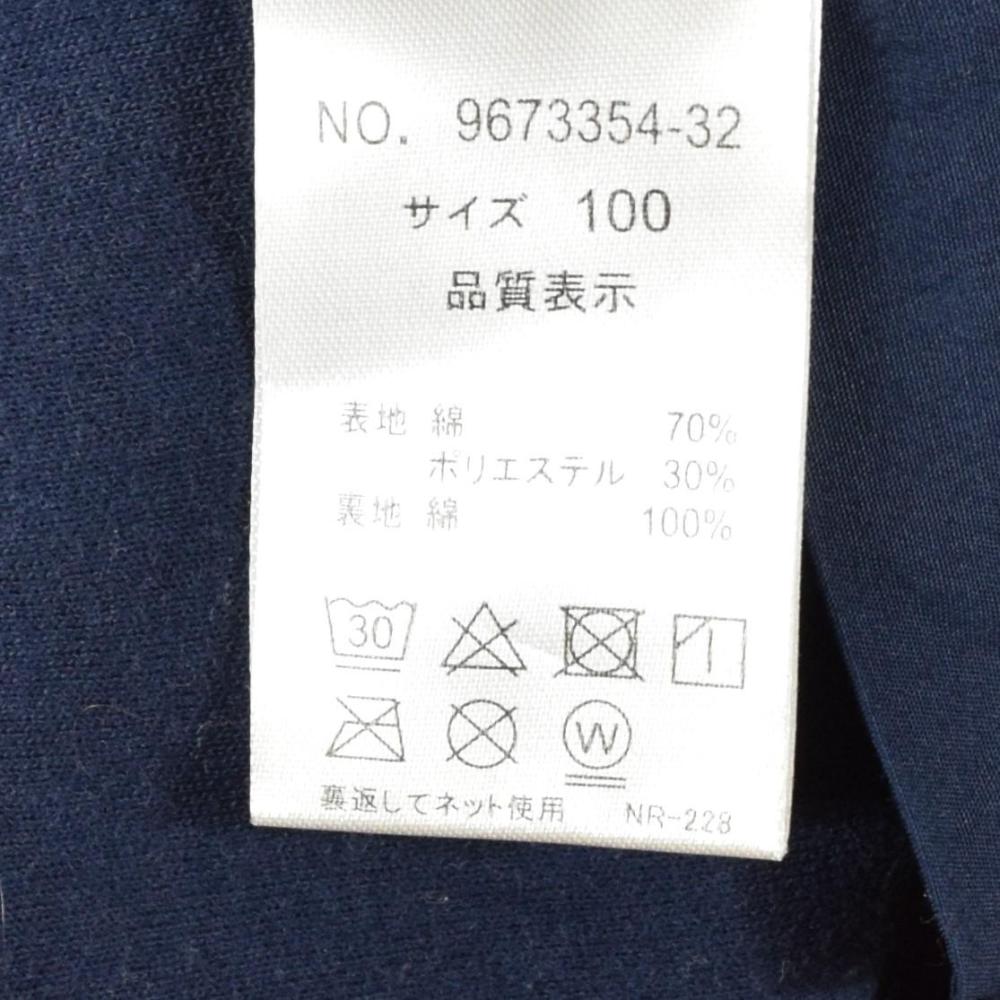 NO. 9673354-32
サイズ 100
品質表示
表地 綿 70%
ポリエステル 30%
裏地 綿 100%
30
W
裏返してネット使用 NR-228